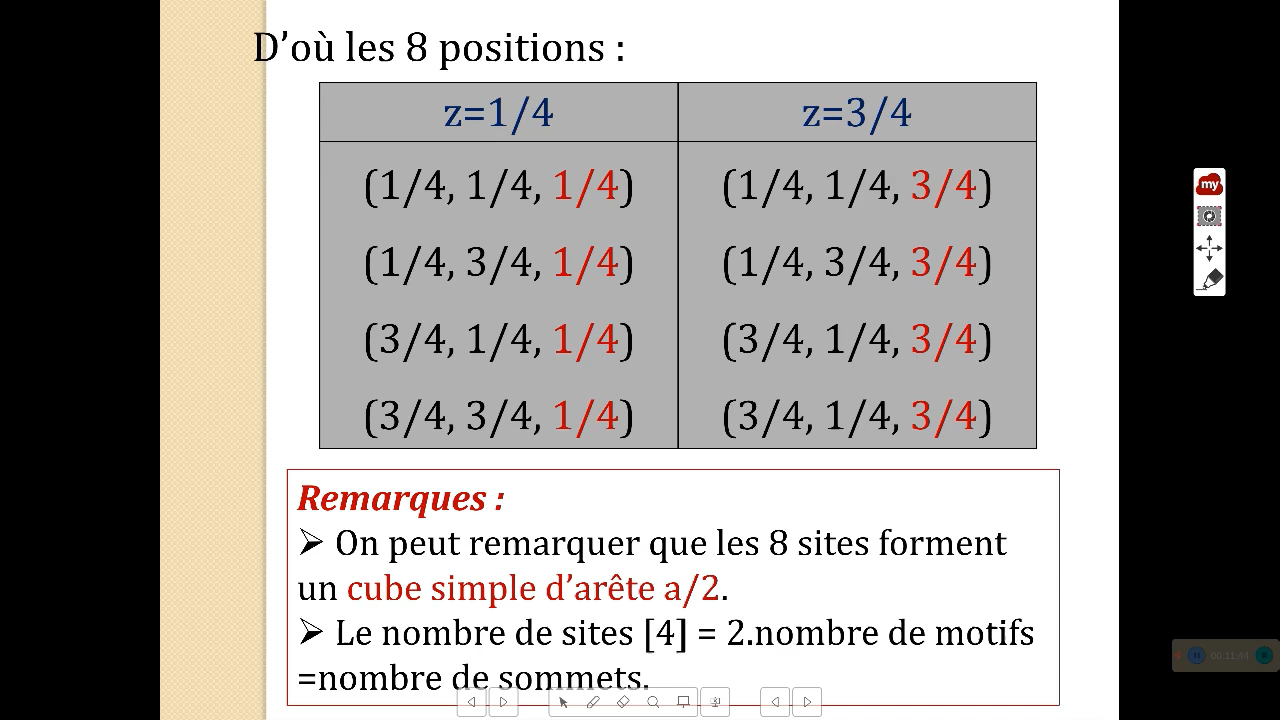 D'où les 8 positions :
z=1/4 z=3/4
(1/4, 1/4, 1/4) (1/4, 1/4, 3/4)
(1/4, 3/4, 1/4) (1/4, 3/4, 3/4)
(3/4, 1/4, 1/4) (3/4, 1/4, 3/4)
(3/4, 3/4, 1/4) (3/4, 1/4, 3/4)
Remarques :
➢ On peut remarquer que les 8 sites forment
un cube simple d'arête a/2.
➢ Le nombre de sites [4] = 2.nombre de motifs
=nombre de sommets.
my
00:11:44